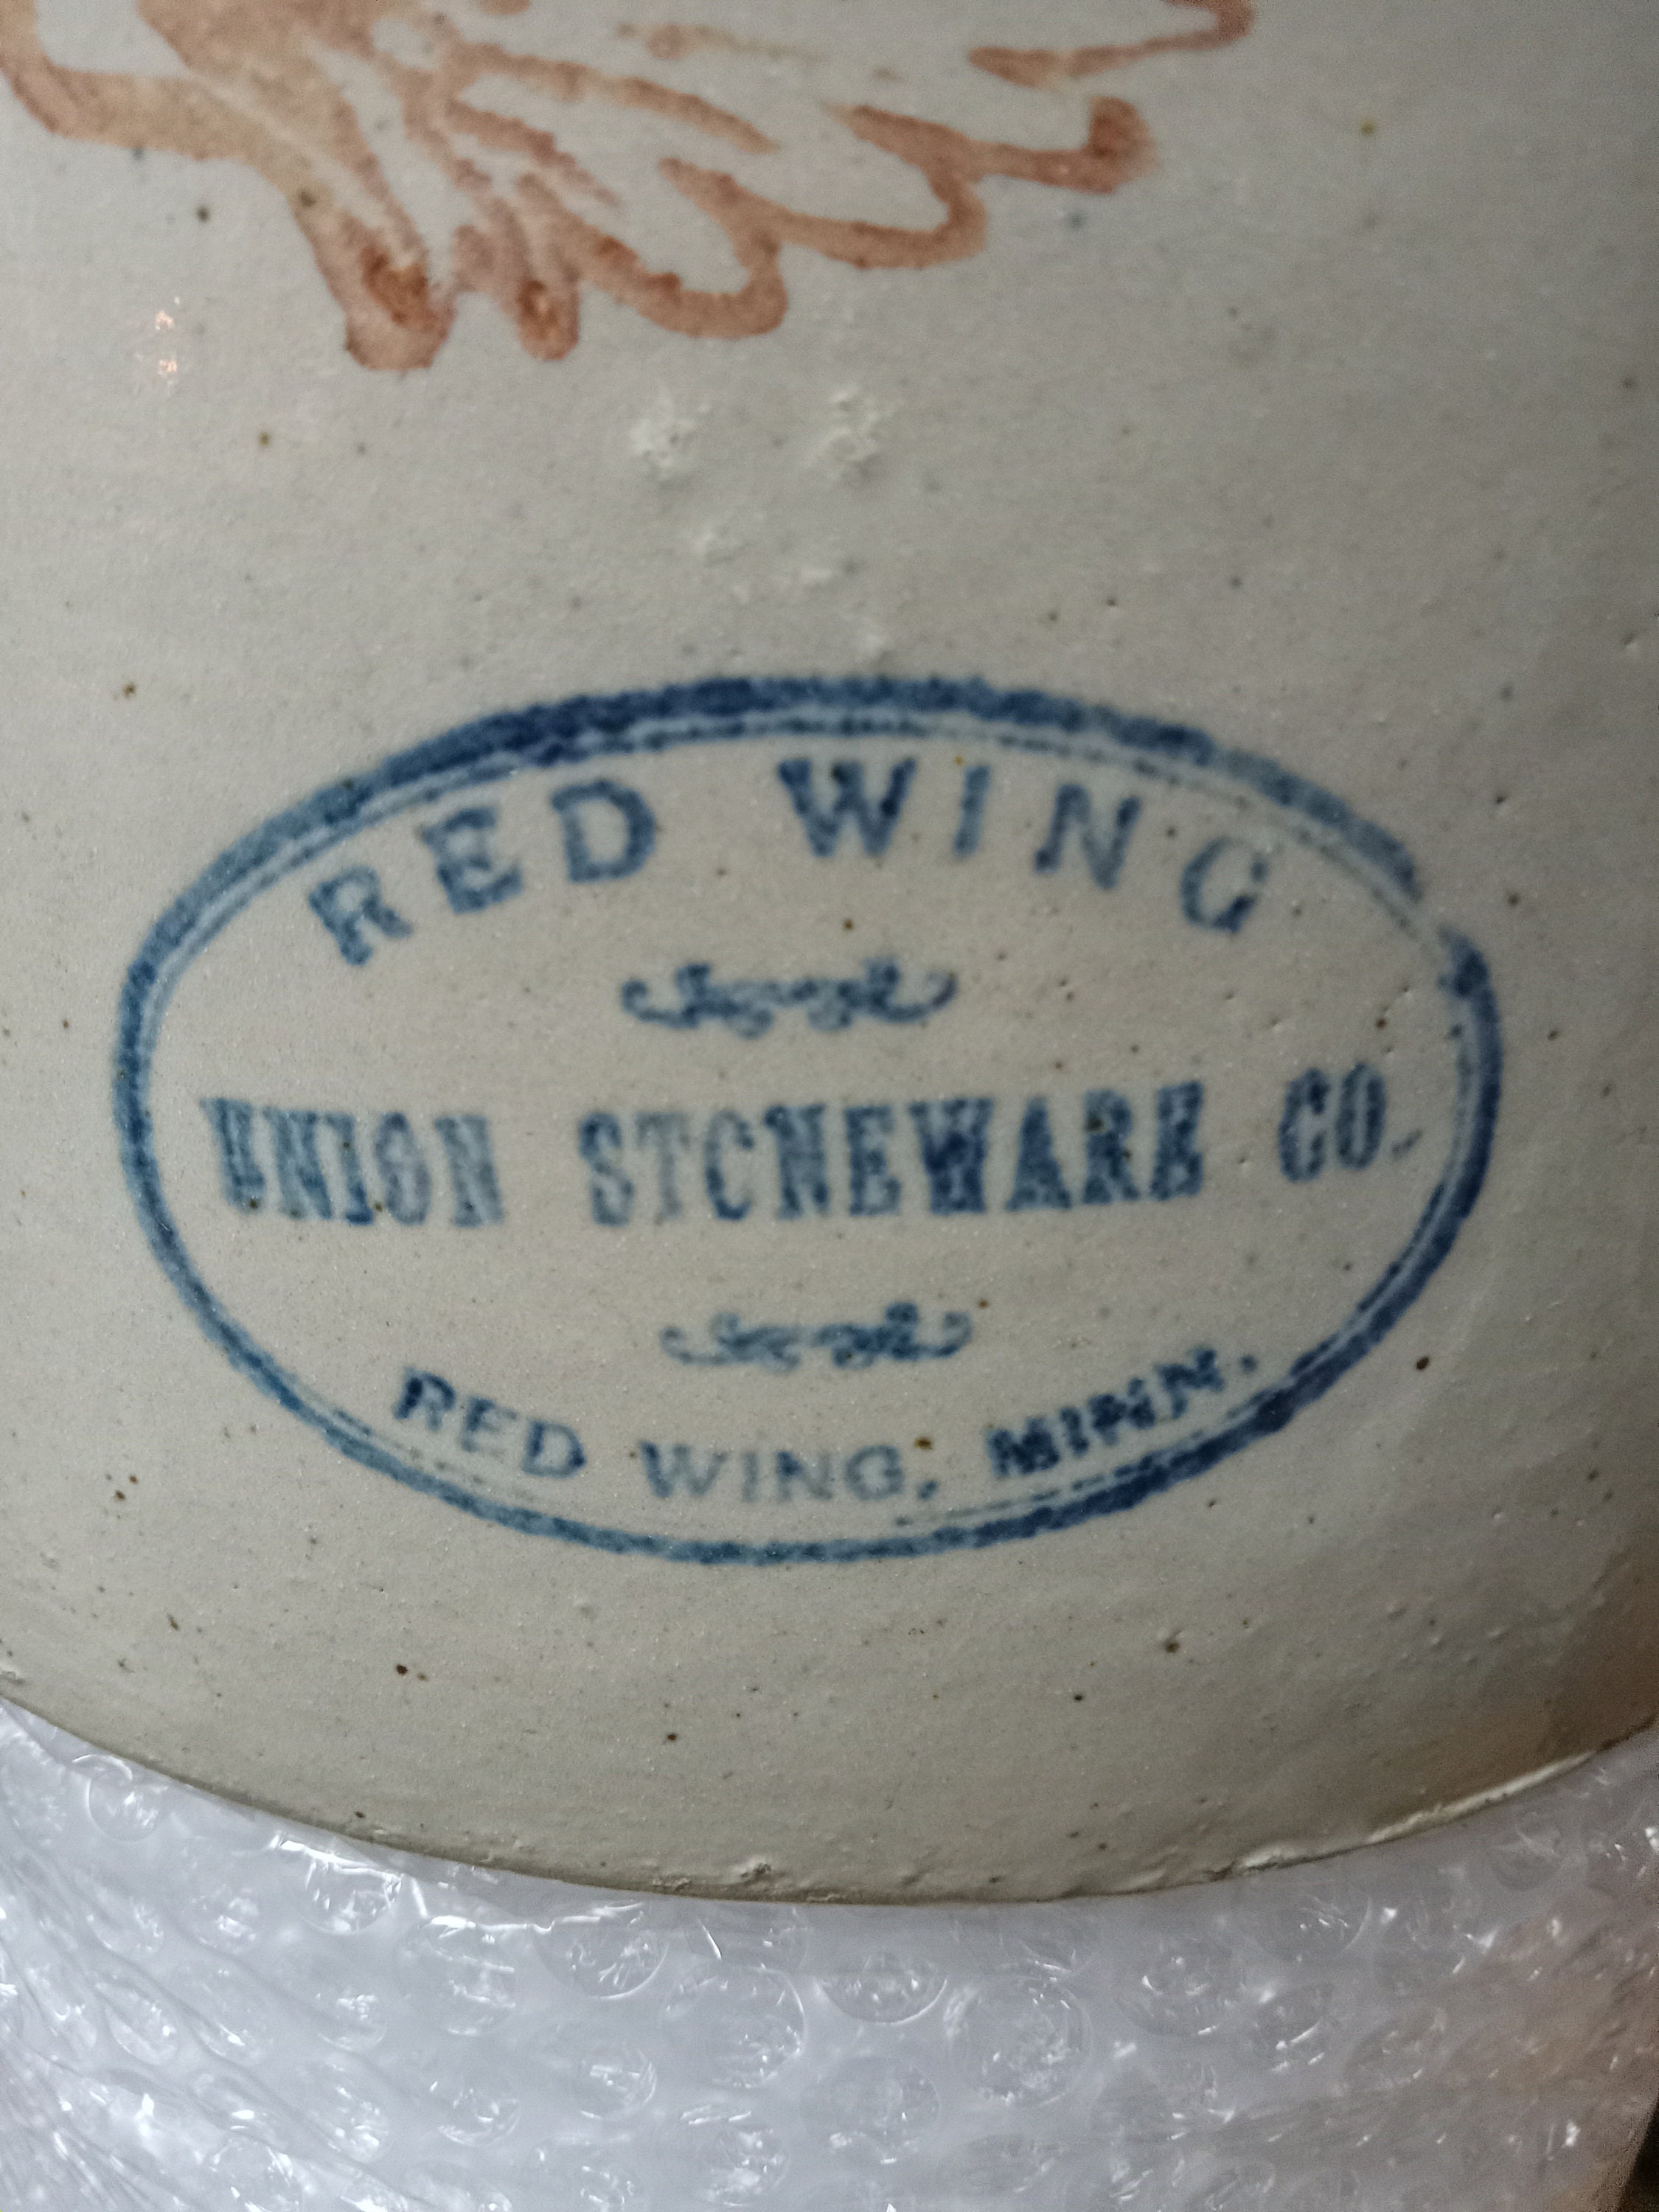 RED WING
UNION STONEWARE CO.
RED WING, MINN.